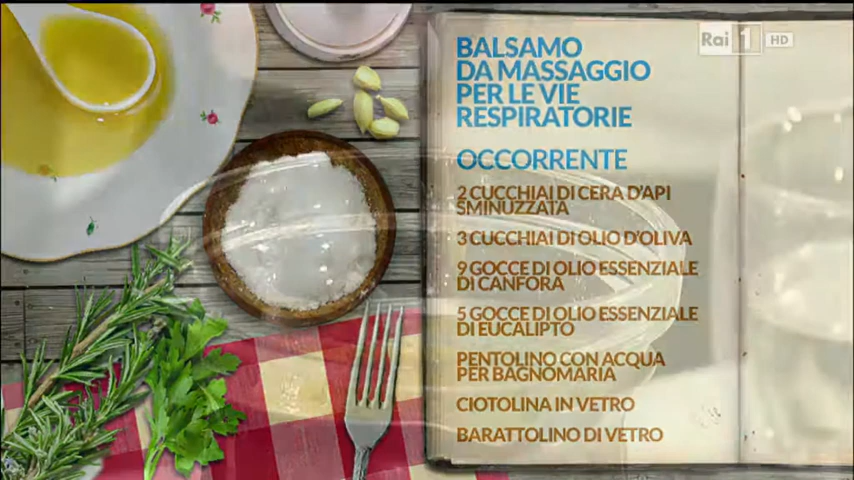 Rai 1 HD
BALSAMO
DA MASSAGGIO
PER LE VIE
RESPIRATORIE
OCCORRENTE
2 CUCCHIAI DI CERA D'API
SMINUZZATA
3 CUCCHIAI DI OLIO D'OLIVA
9 GOCCE DI OLIO ESSENZIALE
DI CANFORA
5 GOCCE DI OLIO ESSENZIALE
DI EUCALIPTO
PENTOLINO CON ACQUA
PER BAGNOMARIA
CIOTOLINA IN VETRO
BARATTOLINO DI VETRO